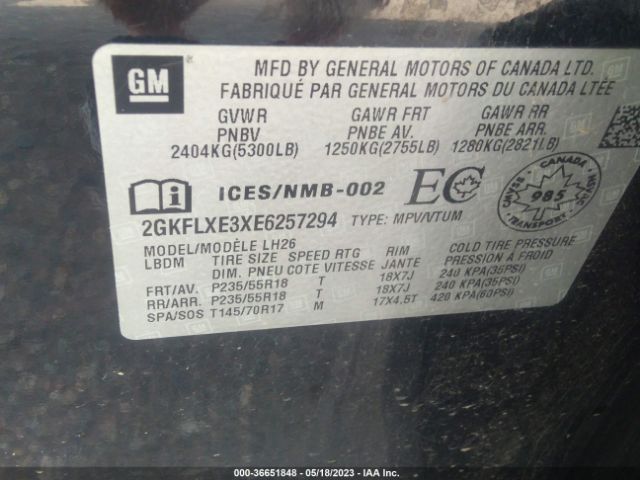 GM
MFD BY GENERAL MOTORS OF CANADA LTD.
FABRIQUÉ PAR GENERAL MOTORS DU CANADA LTÉE
GVWR GAWR FRT GAWR RR
PNBV PNBE AV. PNBE ARR.
2404KG(5300LB) 1250KG(2755LB) 1280KG(2821LB)
ICES/NMB-002 EC
CANADA
985
TRANSPORT
2GKFLXE3XE6257294 TYPE: MPV/VTUM
MODEL/MODÈLE LH26
LBDM TIRE SIZE SPEED RTG RIM COLD TIRE PRESSURE
DIM. PNEU COTE VITESSE JANTE PRESSION A FROID
FRT/AV. P235/55R18 T 18X7J 240 KPA(35PSI)
RR/ARR. P235/55R18 T 18X7J 240 KPA(35PSI)
SPA/SOS T145/70R17 M 17X4.5T 420 KPA(60PSI)
000-36651848 - 05/18/2023 - IAA Inc.